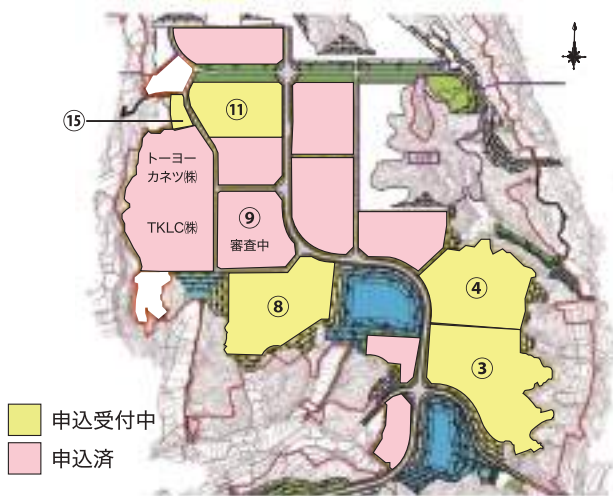 ⑪
⑮
トーヨー
カネツ㈱
TKLC㈱
⑨
審査中
④
⑧
③
申込受付中
申込済